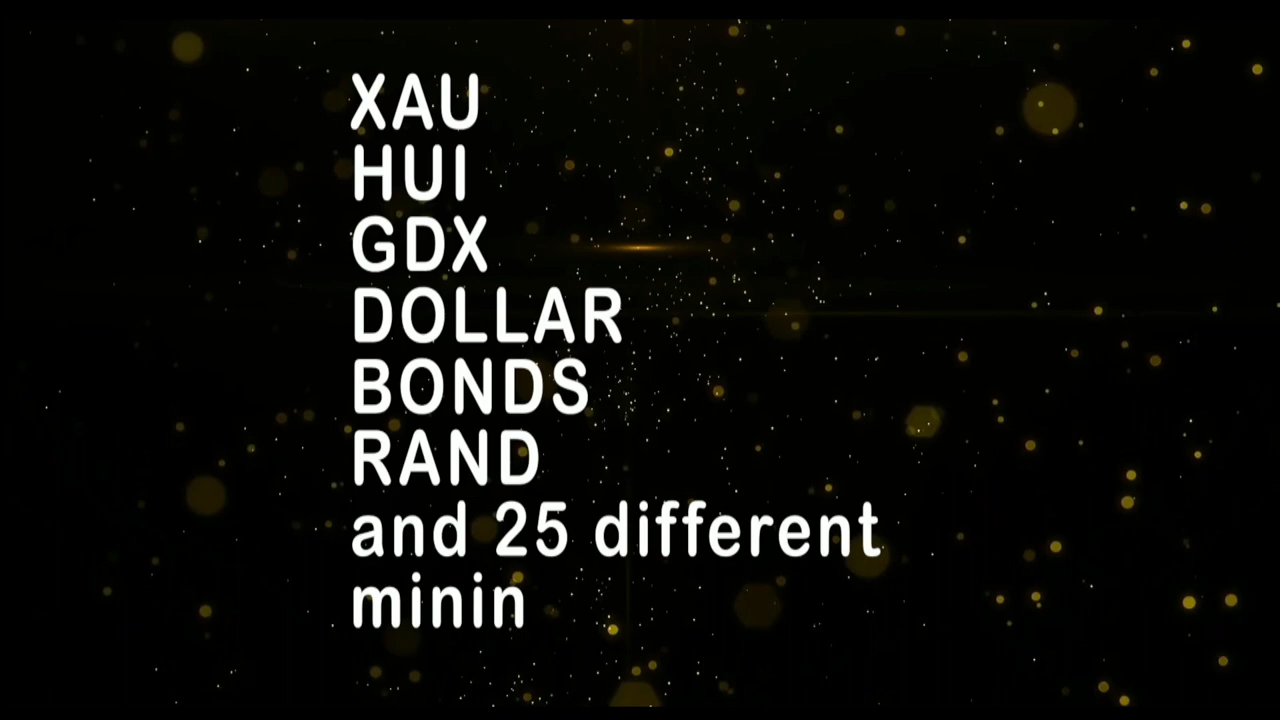 XAU
HUI
GDX
DOLLAR
BONDS
RAND
and 25 different
minin